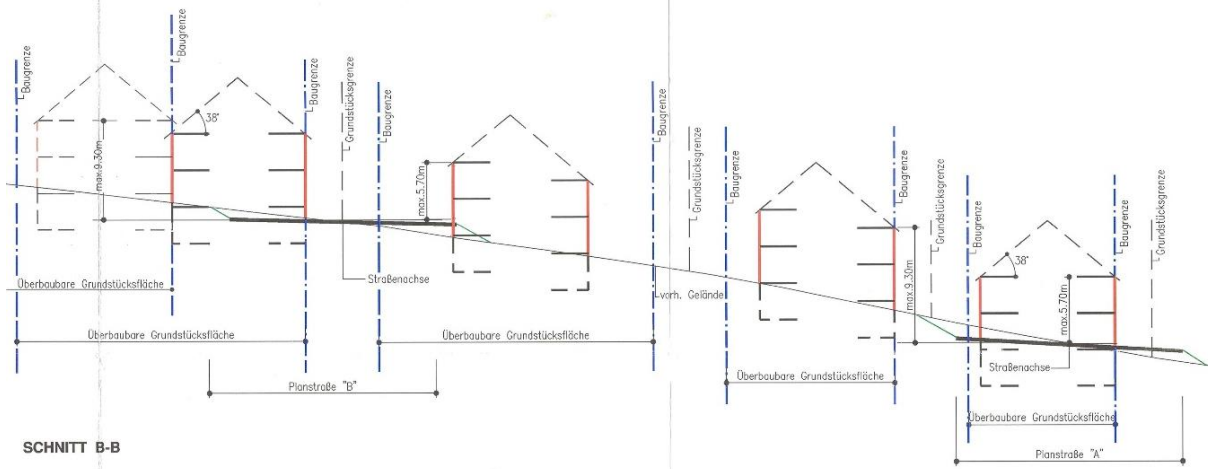 Baugrenze
Baugrenze
Baugrenze
Grundstücksgrenze
Baugrenze
Baugrenze
Grundstücksgrenze
Baugrenze
Baugrenze
Grundstücksgrenze
Baugrenze
Baugrenze
Grundstücksgrenze
38°
max.9.30m
max.5.70m
38°
max.9.30m
max.5.70m
Straßenachse
vorh. Gelände
Straßenachse
Überbaubare Grundstücksfläche
Überbaubare Grundstücksfläche
Überbaubare Grundstücksfläche
Überbaubare Grundstücksfläche
Überbaubare Grundstücksfläche
Planstraße "B"
Planstraße "A"
SCHNITT B-B